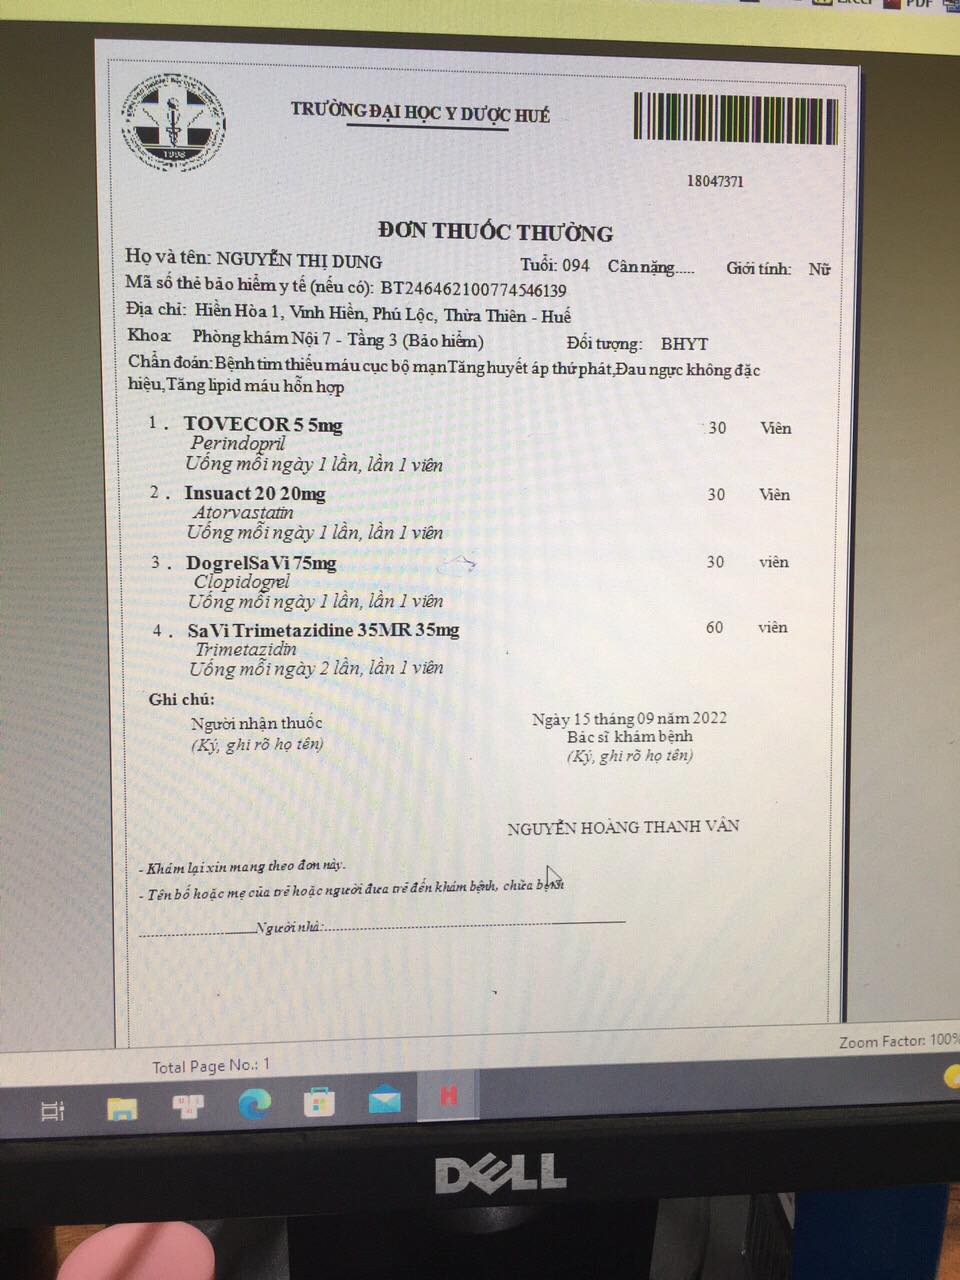 PDF
TRƯỜNG ĐẠI HỌC Y DƯỢC HUẾ
18047371
ĐƠN THUỐC THƯỜNG
Họ và tên: NGUYỄN THỊ DUNG Tuổi: 094 Cân nặng..... Giới tính: Nữ
Mã số thẻ bảo hiểm y tế (nếu có): BT246462100774546139
Địa chỉ: Hiền Hòa 1, Vinh Hiền, Phú Lộc, Thừa Thiên - Huế
Khoa: Phòng khám Nội 7 - Tầng 3 (Bảo hiểm) Đối tượng: BHYT
Chẩn đoán: Bệnh tim thiếu máu cục bộ mạnTăng huyết áp thứ phát,Đau ngực không đặc
hiệu,Tăng lipid máu hỗn hợp
1 . TOVECOR 5 5mg 30 Viên
Perindopril
Uống mỗi ngày 1 lần, lần 1 viên
2 . Insuact 20 20mg 30 Viên
Atorvastatin
Uống mỗi ngày 1 lần, lần 1 viên
3 . DogrelSaVi 75mg 30 viên
Clopidogrel
Uống mỗi ngày 1 lần, lần 1 viên
4 . SaVi Trimetazidine 35MR 35mg 60 viên
Trimetazidin
Uống mỗi ngày 2 lần, lần 1 viên
Ghi chú:
Người nhận thuốc
(Ký, ghi rõ họ tên)
Ngày 15 tháng 09 năm 2022
Bác sĩ khám bệnh
(Ký, ghi rõ họ tên)
NGUYỄN HOÀNG THANH VÂN
- Khám lại xin mang theo đơn này.
- Tên bố hoặc mẹ của trẻ hoặc người đưa trẻ đến khám bệnh, chữa bệnh
Người nhà:
Total Page No.: 1
Zoom Factor: 100%
H
DELL